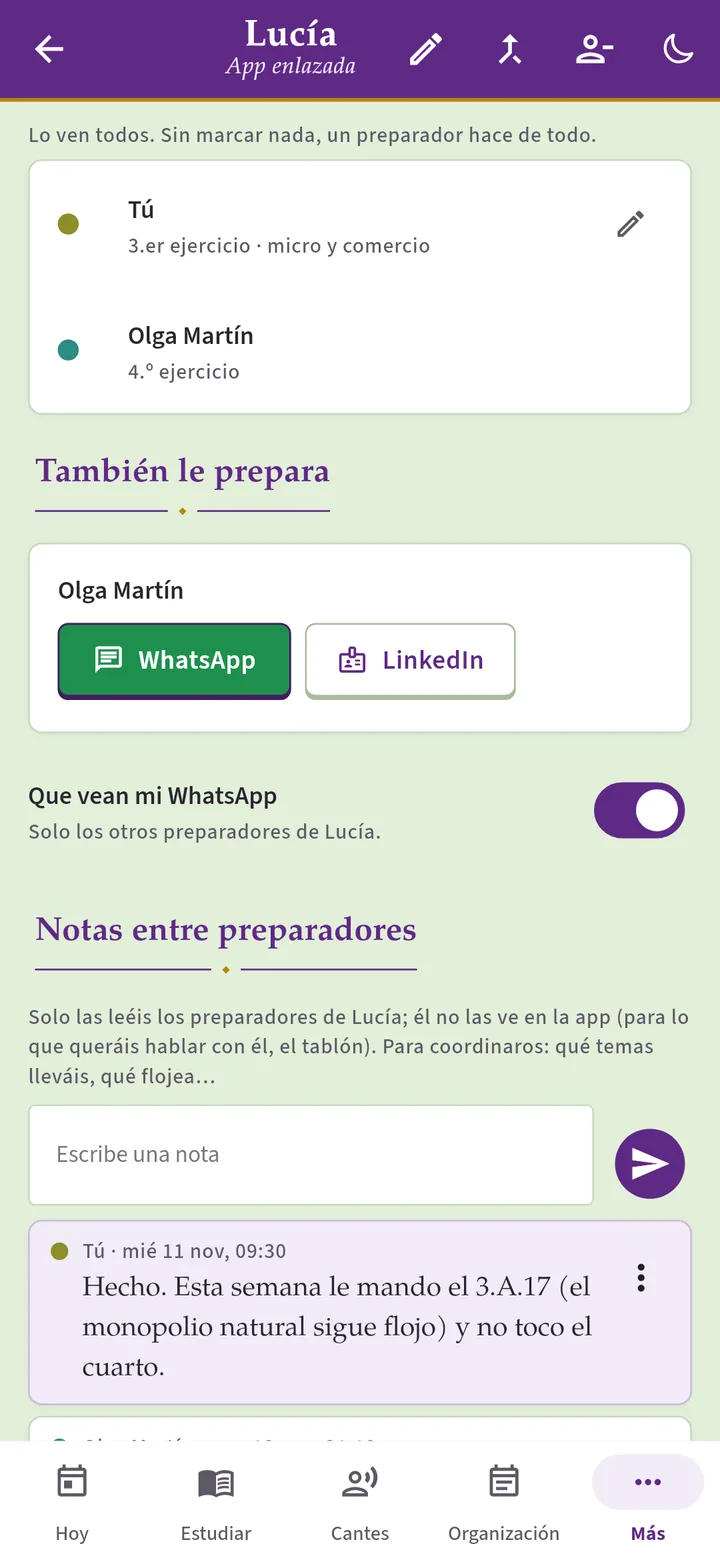 Lucía
App enlazada
Lo ven todos. Sin marcar nada, un preparador hace de todo.
Tú
3.er ejercicio · micro y comercio
Olga Martín
4.º ejercicio
También le prepara
Olga Martín
WhatsApp
LinkedIn
Que vean mi WhatsApp
Solo los otros preparadores de Lucía.
Notas entre preparadores
Solo las leéis los preparadores de Lucía; él no las ve en la app (para lo
que queráis hablar con él, el tablón). Para coordinaros: qué temas
lleváis, qué flojea…
Escribe una nota
Tú · mié 11 nov, 09:30
Hecho. Esta semana le mando el 3.A.17 (el
monopolio natural sigue flojo) y no toco el
cuarto.
Hoy
Estudiar
Cantes
Organización
Más